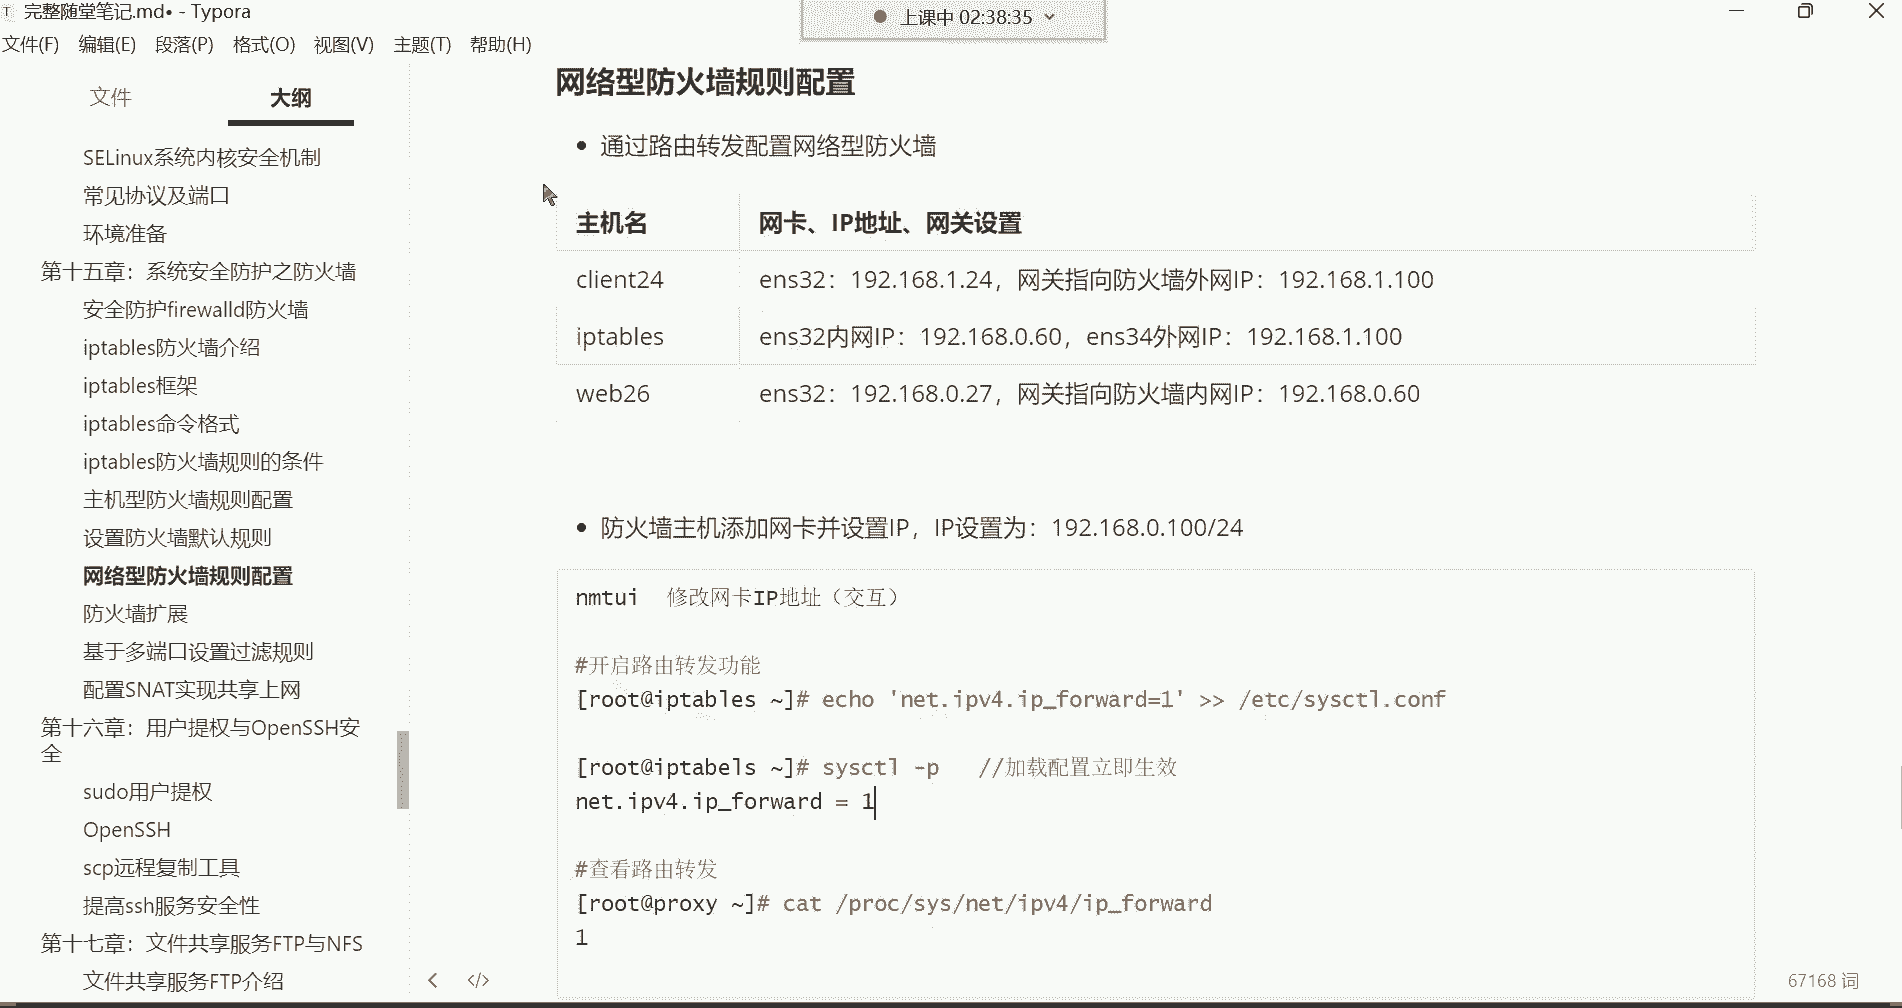 完整随堂笔记.md• - Typora
上课中 02:38:35
文件(F) 编辑(E) 段落(P) 格式(O) 视图(V) 主题(T) 帮助(H)
文件 大纲
SELinux系统内核安全机制
常见协议及端口
环境准备
第十五章：系统安全防护之防火墙
安全防护firewalld防火墙
iptables防火墙介绍
iptables框架
iptables命令格式
iptables防火墙规则的条件
主机型防火墙规则配置
设置防火墙默认规则
网络型防火墙规则配置
防火墙扩展
基于多端口设置过滤规则
配置SNAT实现共享上网
第十六章：用户提权与OpenSSH安
全
sudo用户提权
OpenSSH
scp远程复制工具
提高ssh服务安全性
第十七章：文件共享服务FTP与NFS
文件共享服务FTP介绍
网络型防火墙规则配置
• 通过路由转发配置网络型防火墙
主机名 网卡、IP地址、网关设置
client24 ens32：192.168.1.24，网关指向防火墙外网IP：192.168.1.100
iptables ens32内网IP：192.168.0.60，ens34外网IP：192.168.1.100
web26 ens32：192.168.0.27，网关指向防火墙内网IP：192.168.0.60
• 防火墙主机添加网卡并设置IP，IP设置为：192.168.0.100/24
nmtui 修改网卡IP地址（交互）
#开启路由转发功能
[root@iptables ~]# echo 'net.ipv4.ip_forward=1' >> /etc/sysctl.conf
[root@iptabels ~]# sysctl -p //加载配置立即生效
net.ipv4.ip_forward = 1
#查看路由转发
[root@proxy ~]# cat /proc/sys/net/ipv4/ip_forward
1
67168 词